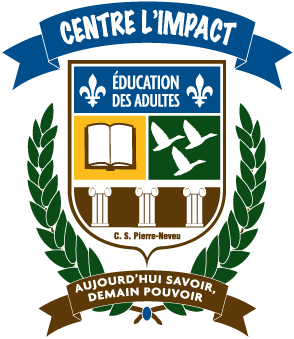 CENTRE L'IMPACT
ÉDUCATION
DES ADULTES
C. S. Pierre-Neveu
AUJOURD'HUI SAVOIR,
DEMAIN POUVOIR